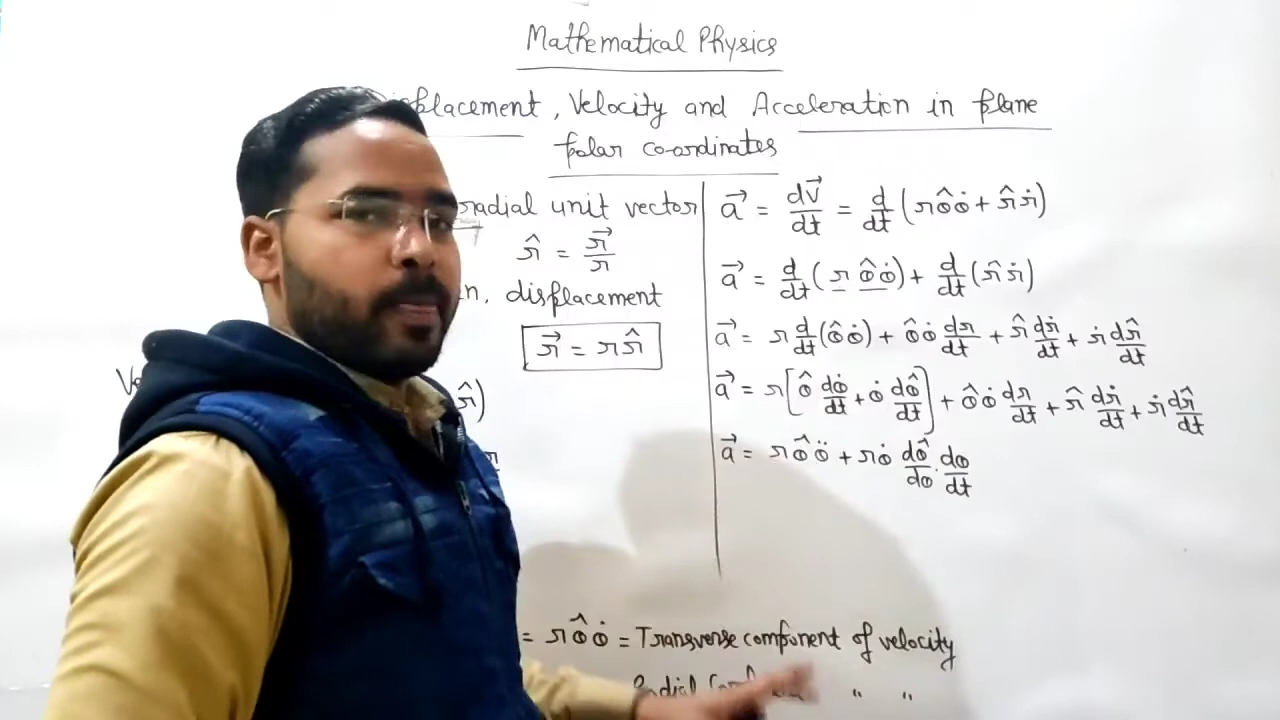 Mathematical Physics
Displacement, Velocity and Acceleration in plane
polar co-ordinates
radial unit vector
r̂ = r⃗/r
displacement
r⃗ = r r̂
r̂)
a⃗ = dv⃗/dt = d/dt (r θ̂ θ̇ + r̂ ṙ)
a⃗ = d/dt (r θ̂ θ̇) + d/dt (r̂ ṙ)
a⃗ = r d/dt (θ̂ θ̇) + θ̂ θ̇ dr/dt + r̂ dṙ/dt + ṙ dr̂/dt
a⃗ = r [θ̂ dθ̇/dt + θ̇ dθ̂/dt] + θ̂ θ̇ dr/dt + r̂ dṙ/dt + ṙ dr̂/dt
a⃗ = r θ̂ θ̈ + r θ̇ dθ̂/dθ · dθ/dt
= r θ̂ θ̇ = Transverse component of velocity
Radial " "